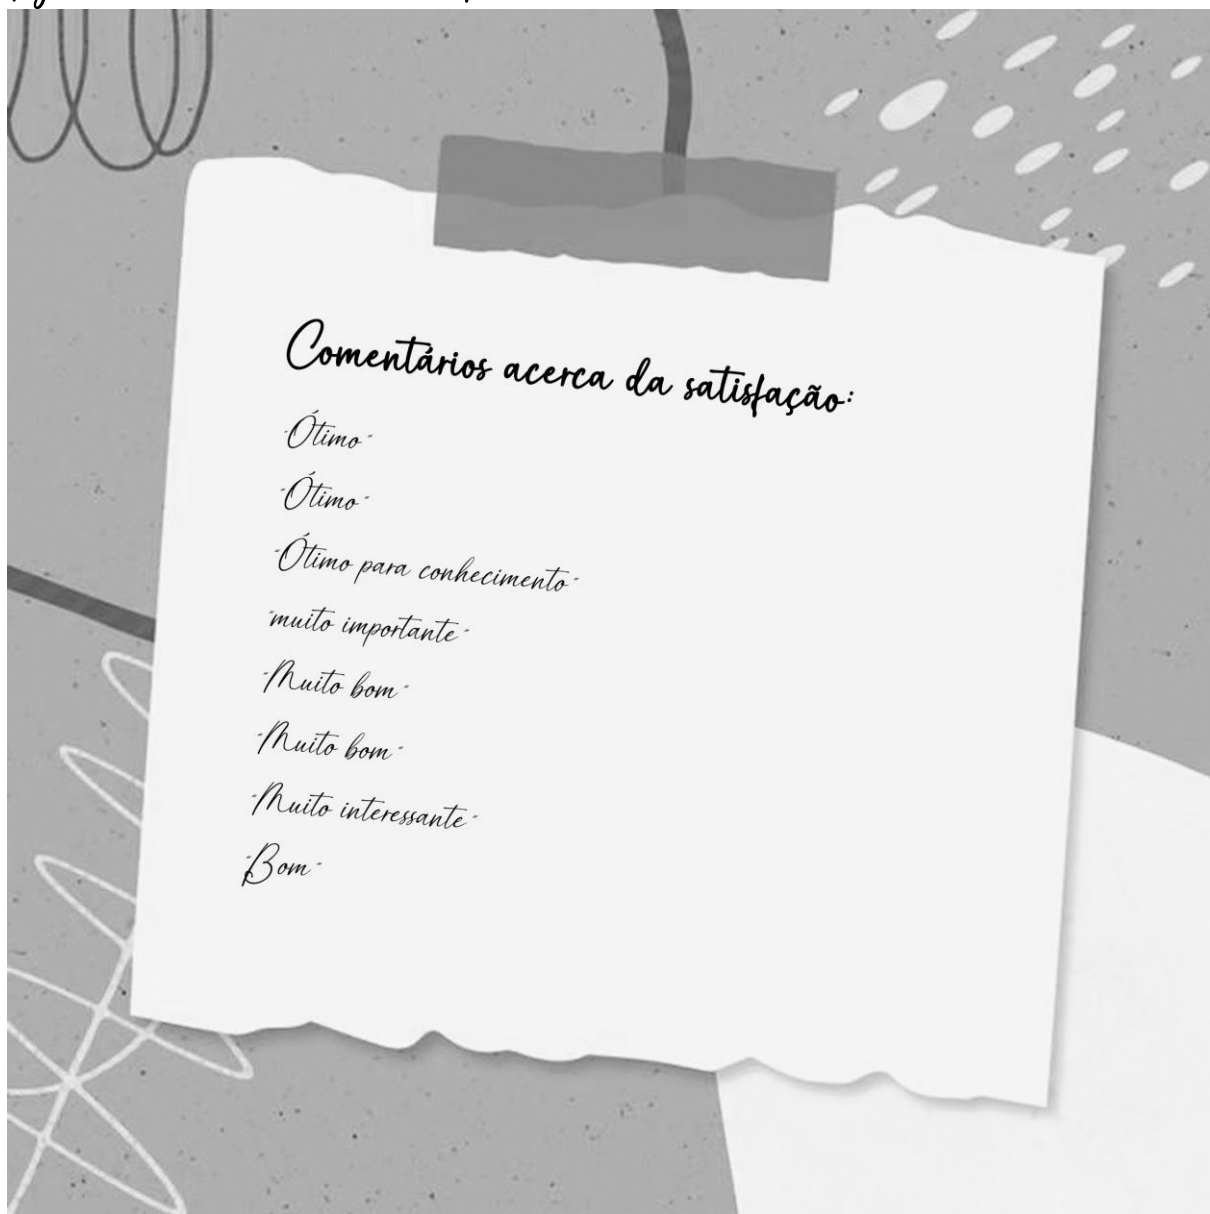 Comentários acerca da satisfação:
"Ótimo"
"Ótimo"
"Ótimo para conhecimento"
"muito importante"
"Muito bom"
"Muito bom"
"Muito interessante"
"Bom"